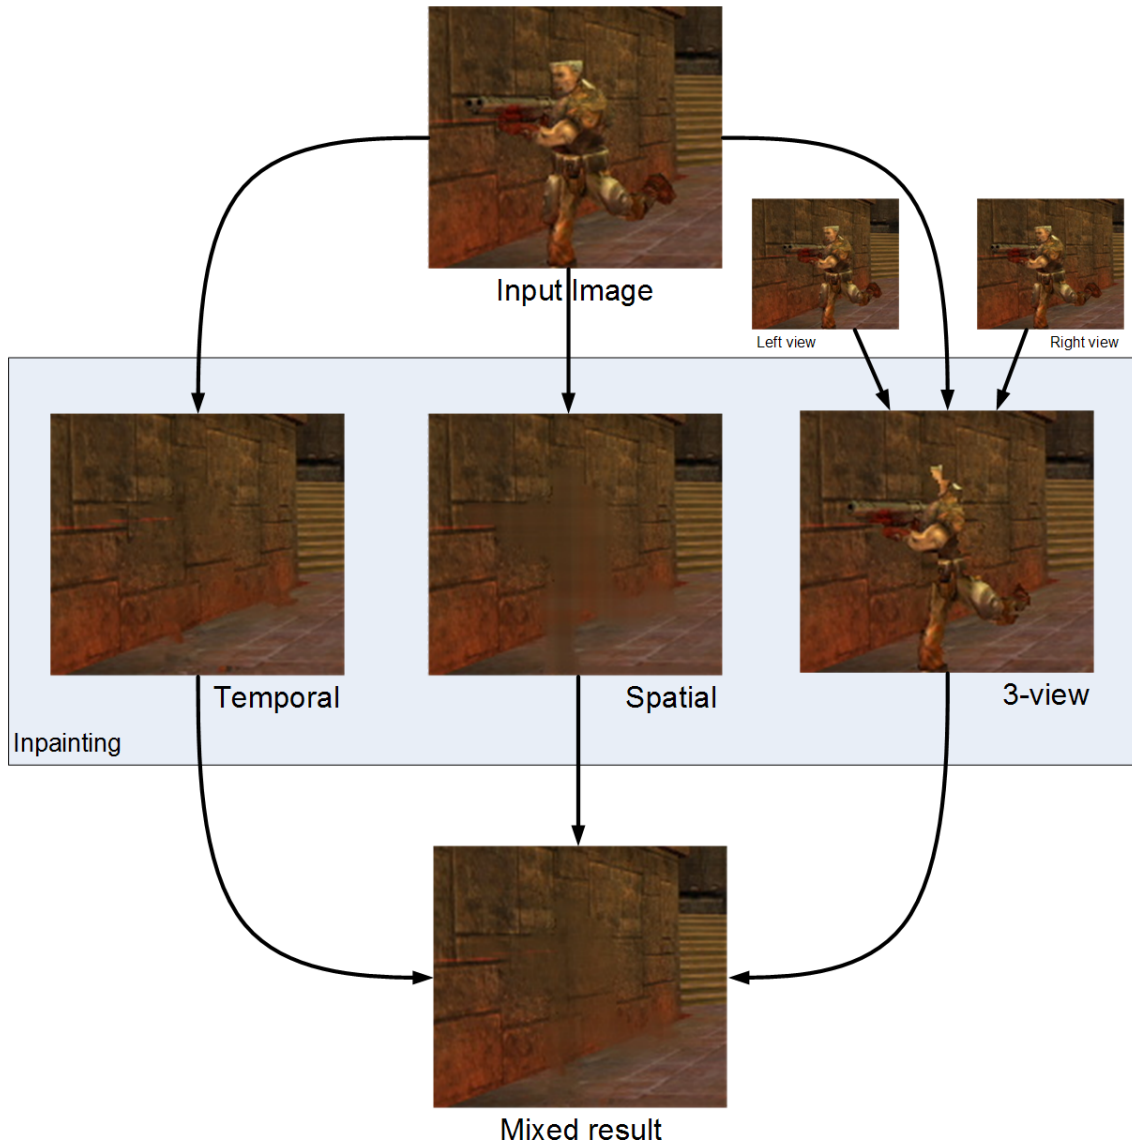 Input Image
Left view
Right view
Temporal
Spatial
3-view
Inpainting
Mixed result